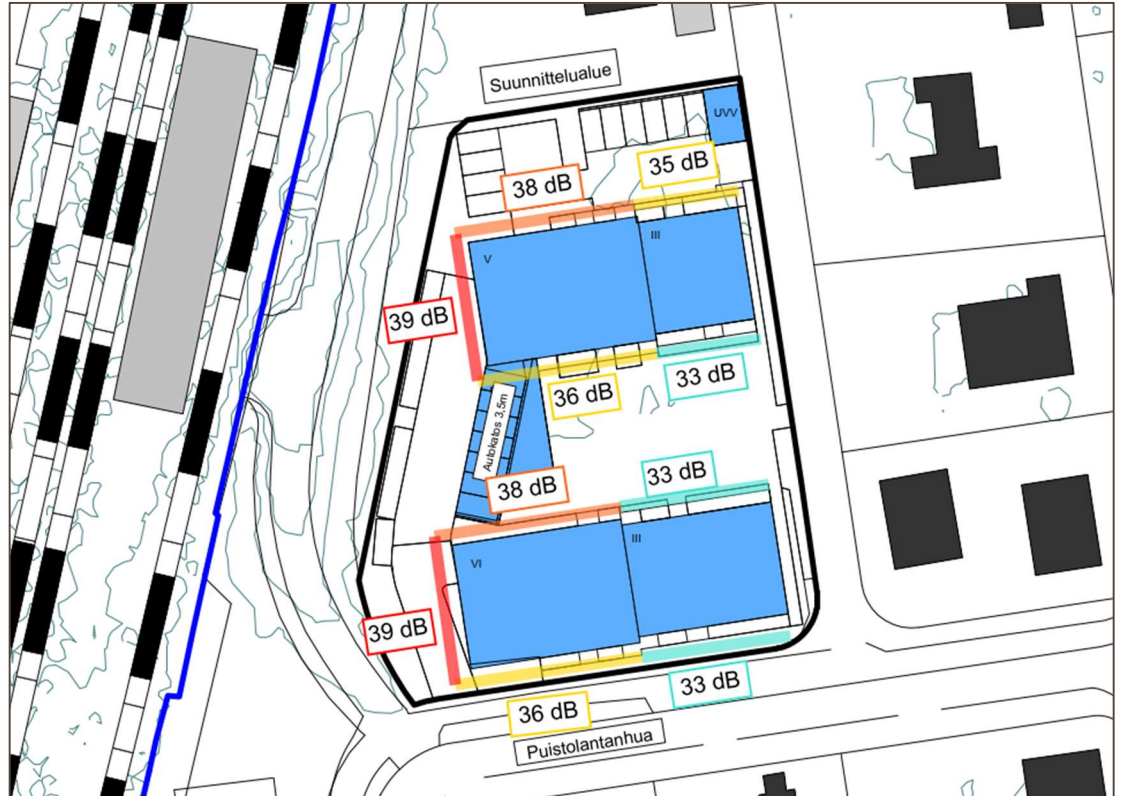 Suunnittelualue
UVV
35 dB
38 dB
III
V
39 dB
36 dB
33 dB
Autokatos 3,5m
38 dB
33 dB
III
VI
39 dB
33 dB
36 dB
Puistolantanhua